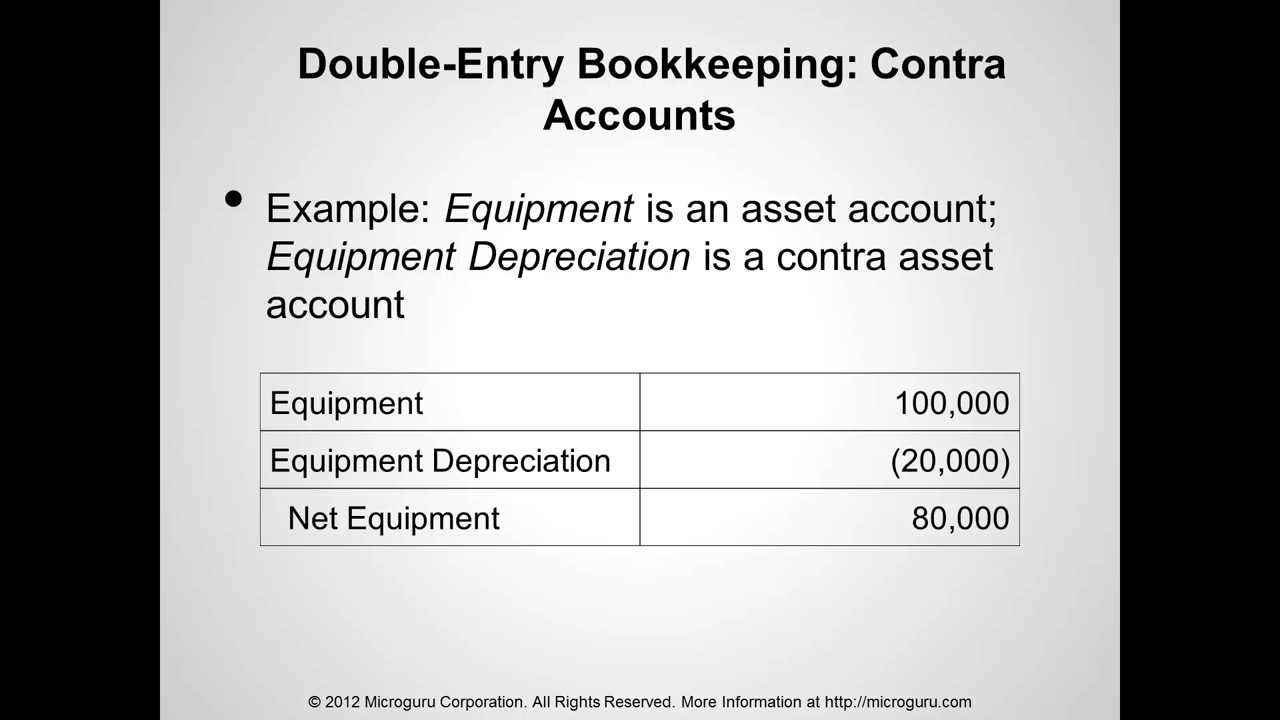 Double-Entry Bookkeeping: Contra
Accounts
• Example: Equipment is an asset account;
Equipment Depreciation is a contra asset
account
Equipment 100,000
Equipment Depreciation (20,000)
Net Equipment 80,000
© 2012 Microguru Corporation. All Rights Reserved. More Information at http://microguru.com